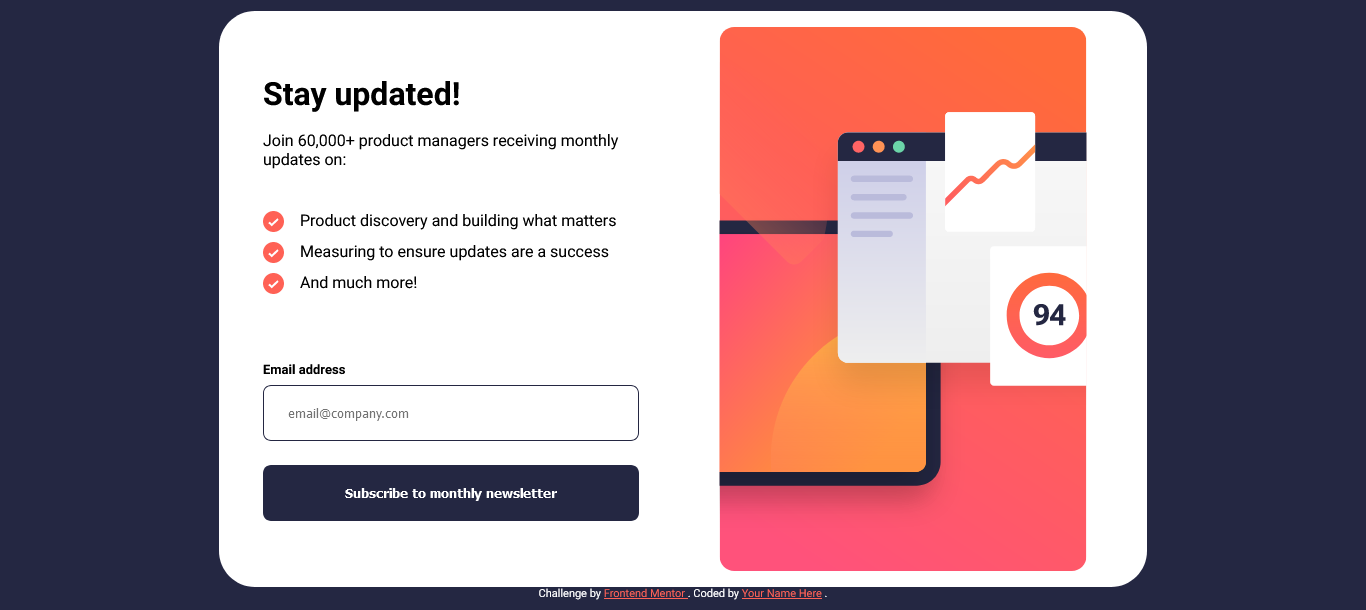 Stay updated!
Join 60,000+ product managers receiving monthly
updates on:
Product discovery and building what matters
Measuring to ensure updates are a success
And much more!
Email address
email@company.com
Subscribe to monthly newsletter
94
Challenge by Frontend Mentor . Coded by Your Name Here .